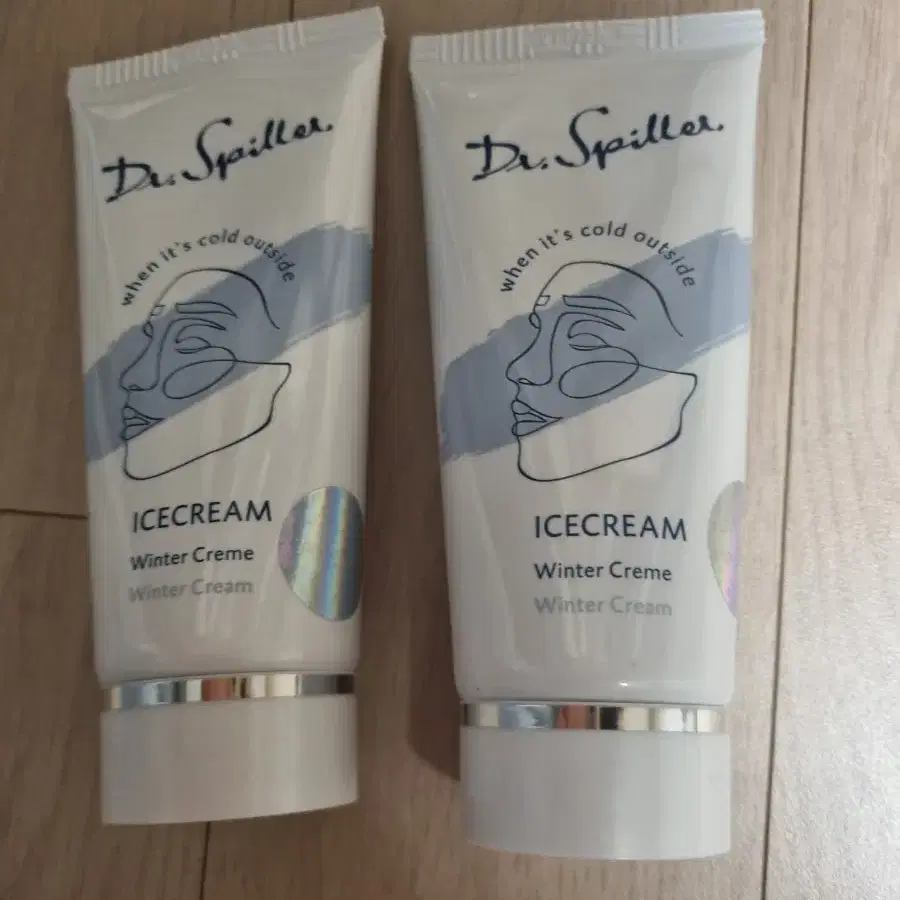 Dr. Spiller
when it's cold outside
ICECREAM
Winter Creme
Winter Cream
Dr. Spiller
when it's cold outside
ICECREAM
Winter Creme
Winter Cream